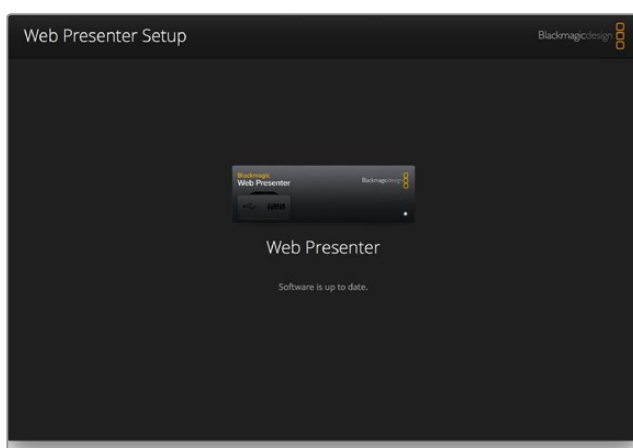 Web Presenter Setup
Blackmagicdesign
Blackmagic
Web Presenter
Blackmagicdesign
Web Presenter
Software is up to date.